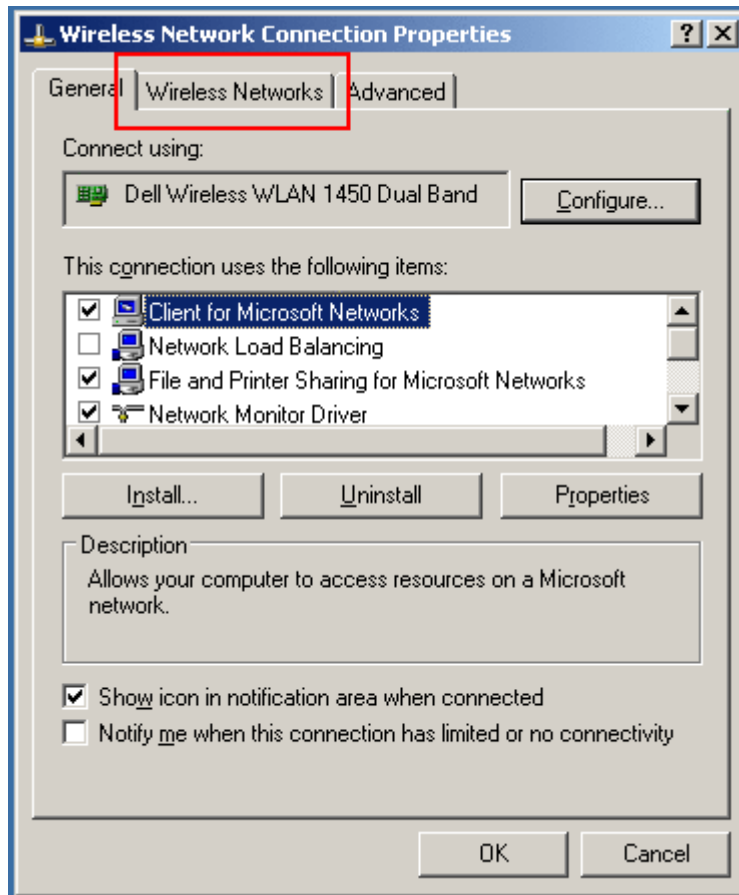 Wireless Network Connection Properties
General Wireless Networks Advanced
Connect using:
Dell Wireless WLAN 1450 Dual Band Configure...
This connection uses the following items:
Client for Microsoft Networks
Network Load Balancing
File and Printer Sharing for Microsoft Networks
Network Monitor Driver
Install... Uninstall Properties
Description
Allows your computer to access resources on a Microsoft
network.
Show icon in notification area when connected
Notify me when this connection has limited or no connectivity
OK Cancel